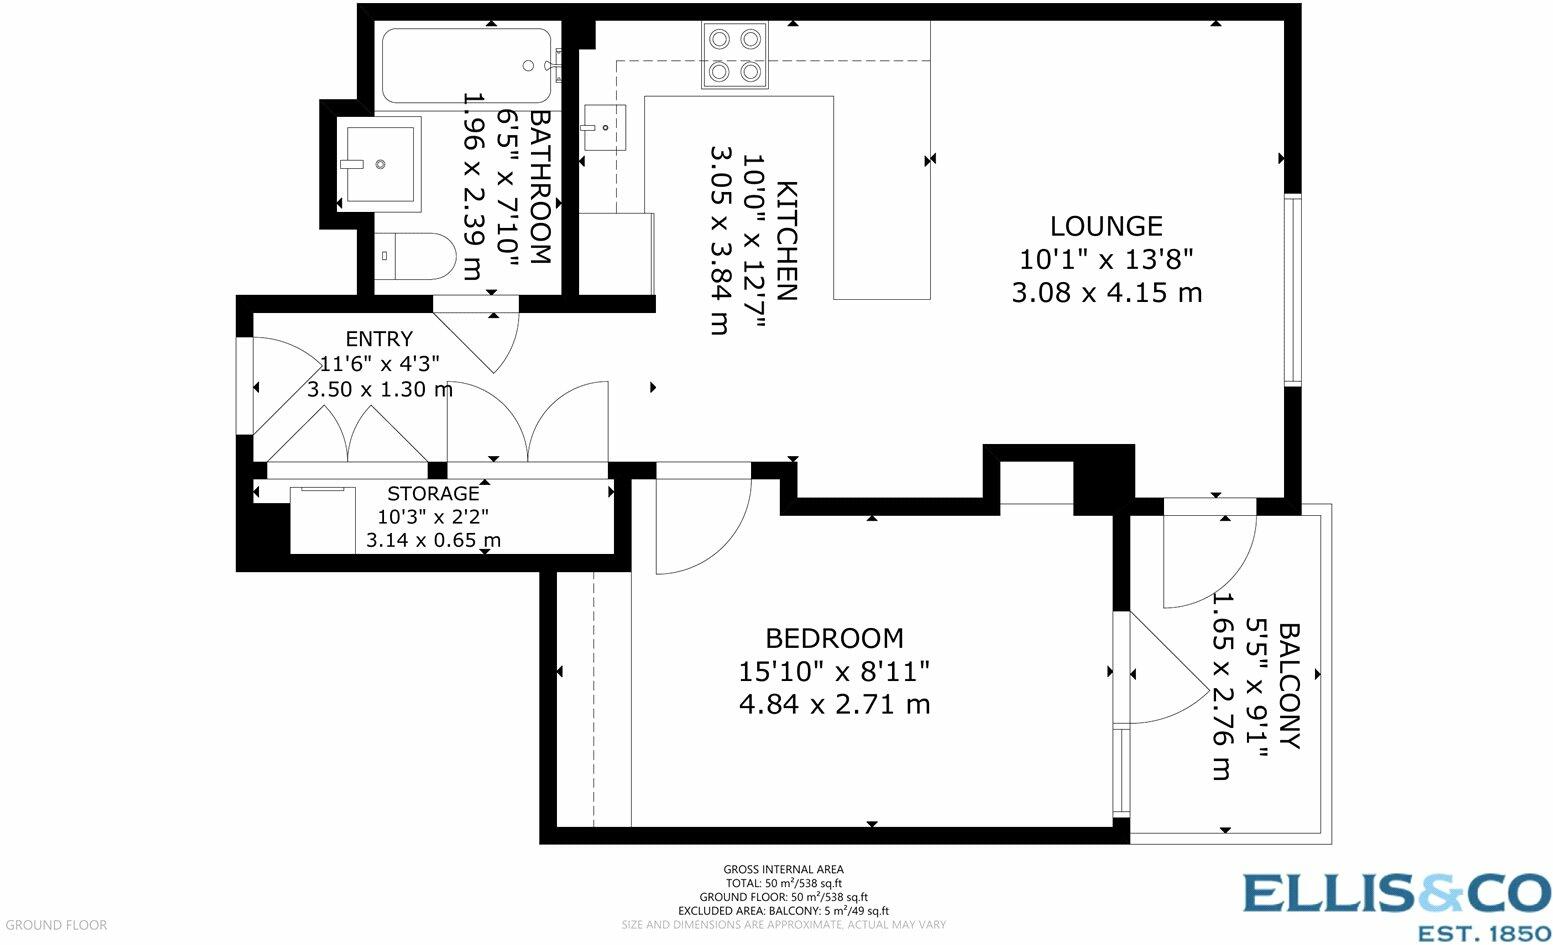 BATHROOM
6'5" x 7'10"
1.96 x 2.39 m
KITCHEN
10'0" x 12'7"
3.05 x 3.84 m
LOUNGE
10'1" x 13'8"
3.08 x 4.15 m
ENTRY
11'6" x 4'3"
3.50 x 1.30 m
STORAGE
10'3" x 2'2"
3.14 x 0.65 m
BEDROOM
15'10" x 8'11"
4.84 x 2.71 m
BALCONY
5'5" x 9'1"
1.65 x 2.76 m
GROSS INTERNAL AREA
TOTAL: 50 m²/538 sq.ft
GROUND FLOOR: 50 m²/538 sq.ft
EXCLUDED AREA: BALCONY: 5 m²/49 sq.ft
SIZE AND DIMENSIONS ARE APPROXIMATE, ACTUAL MAY VARY
GROUND FLOOR
ELLIS&CO
EST. 1850